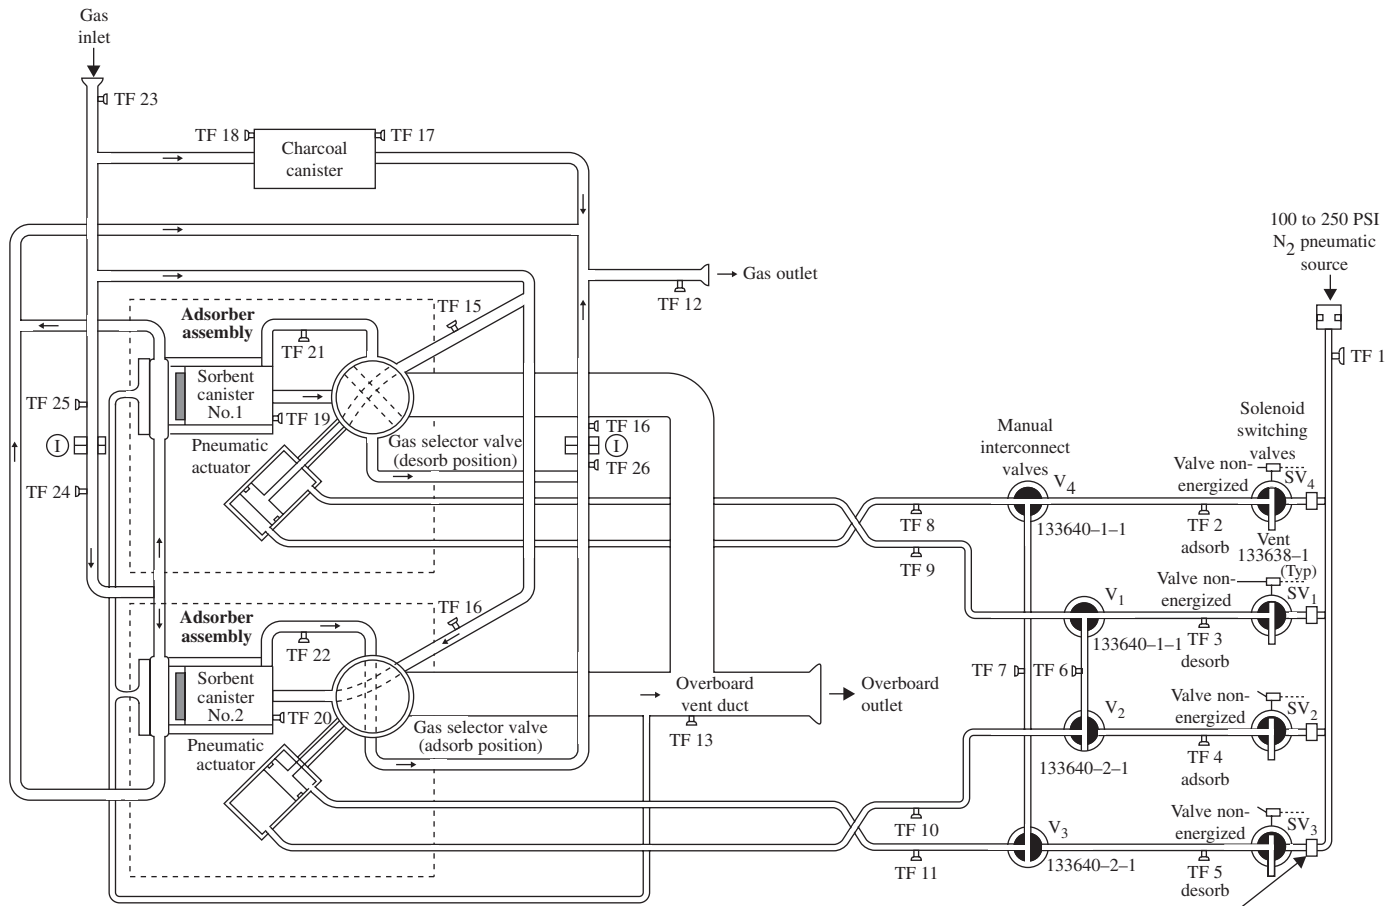 Gas
inlet
TF 23
TF 18
TF 17
Charcoal
canister
100 to 250 PSI
N2 pneumatic
source
Gas outlet
TF 12
TF 15
Adsorber
assembly
TF 21
TF 1
Sorbent
canister
No.1
TF 25
TF 19
TF 16
I
I
Pneumatic
actuator
Gas selector valve
(desorb position)
TF 26
TF 24
Manual
interconnect
valves
Solenoid
switching
valves
Valve non-
energized
SV4
V4
TF 8
133640–1–1
TF 2
adsorb
Vent
133638–1
(Typ)
TF 9
Valve non-
energized
SV1
V1
133640–1–1
TF 3
desorb
Adsorber
assembly
TF 16
TF 22
TF 7
TF 6
Sorbent
canister
No.2
TF 20
Overboard
vent duct
Overboard
outlet
TF 13
Valve non-
energized
SV2
V2
Gas selector valve
(adsorb position)
Pneumatic
actuator
133640–2–1
TF 4
adsorb
TF 10
Valve non-
energized
SV3
V3
TF 11
133640–2–1
TF 5
desorb